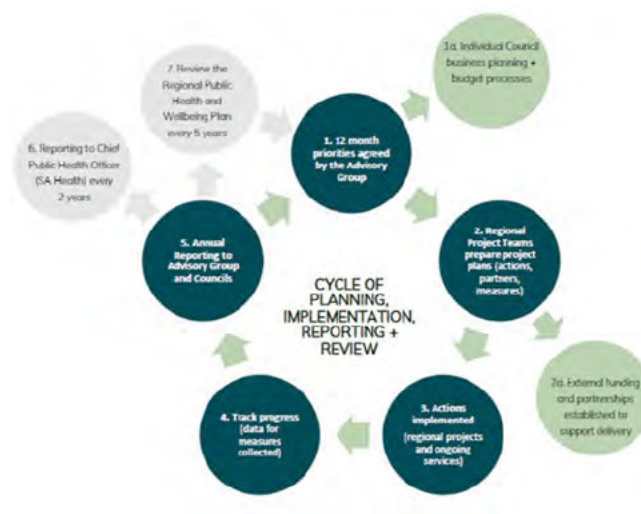 1a. Individual Council
business planning +
budget processes
7. Review the
Regional Public
Health and
Wellbeing Plan
every 5 years
1. 12 month
priorities agreed
by the Advisory
Group
6. Reporting to Chief
Public Health Officer
(SA Health) every
2 years
5. Annual
Reporting to
Advisory Group
and Councils
2. Regional
Project Teams
prepare project
plans (actions,
partners,
measures)
CYCLE OF
PLANNING,
IMPLEMENTATION,
REPORTING +
REVIEW
2a. External funding
and partnerships
established to
support delivery
4. Track progress
(data for
measures
collected)
3. Actions
implemented
(regional projects
and ongoing
services)